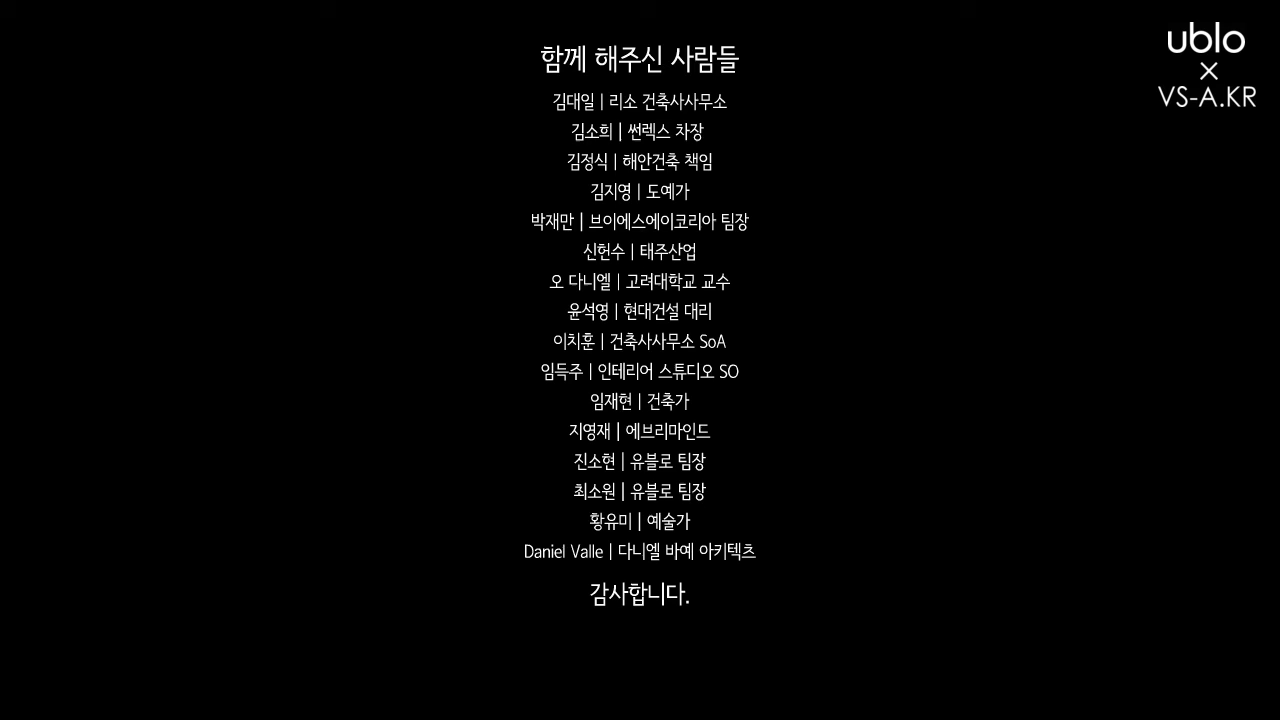 함께 해주신 사람들
김대일 | 리소 건축사사무소
김소희 | 썬렉스 차장
김정식 | 해안건축 책임
김지영 | 도예가
박재만 | 브이에스에이코리아 팀장
신헌수 | 태주산업
오 다니엘 | 고려대학교 교수
윤석영 | 현대건설 대리
이치훈 | 건축사사무소 SoA
임득주 | 인테리어 스튜디오 SO
임재현 | 건축가
지영재 | 에브리마인드
진소현 | 유블로 팀장
최소원 | 유블로 팀장
황유미 | 예술가
Daniel Valle | 다니엘 바예 아키텍츠
감사합니다.
ublo
×
VS-A.KR